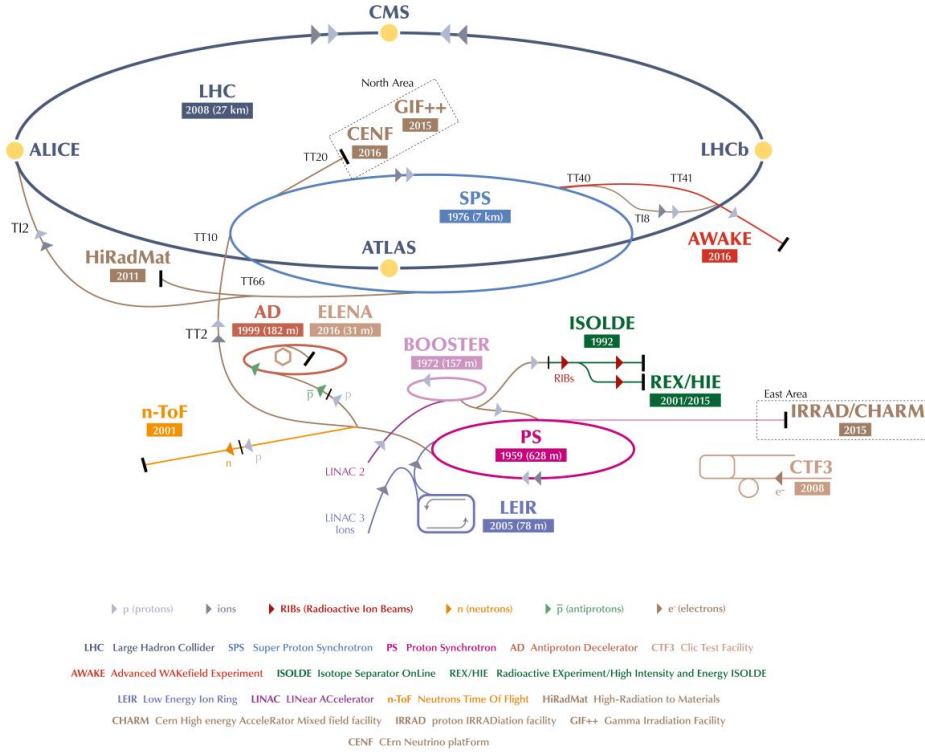 CMS
North Area
LHC
2008 (27 km)
GIF++
2015
CENF
2016
ALICE
LHCb
TT20
TT40
TT41
SPS
1976 (7 km)
TI8
TI2
TT10
ATLAS
AWAKE
2016
HiRadMat
2011
TT66
AD
1999 (182 m)
ELENA
2016 (31 m)
TT2
ISOLDE
1992
BOOSTER
1972 (157 m)
RIBs
REX/HIE
2001/2015
p
p̅
p
East Area
n-ToF
2001
IRRAD/CHARM
2015
PS
1959 (628 m)
n
p
LINAC 2
CTF3
2008
e-
LINAC 3
Ions
LEIR
2005 (78 m)
p (protons)
ions
RIBs (Radioactive Ion Beams)
n (neutrons)
p̅ (antiprotons)
e- (electrons)
LHC Large Hadron Collider SPS Super Proton Synchrotron PS Proton Synchrotron AD Antiproton Decelerator CTF3 Clic Test Facility
AWAKE Advanced WAKefield Experiment ISOLDE Isotope Separator OnLine REX/HIE Radioactive EXperiment/High Intensity and Energy ISOLDE
LEIR Low Energy Ion Ring LINAC LINear ACcelerator n-ToF Neutrons Time Of Flight HiRadMat High-Radiation to Materials
CHARM Cern High energy AcceleRator Mixed field facility IRRAD proton IRRADiation facility GIF++ Gamma Irradiation Facility
CENF CErn Neutrino platForm